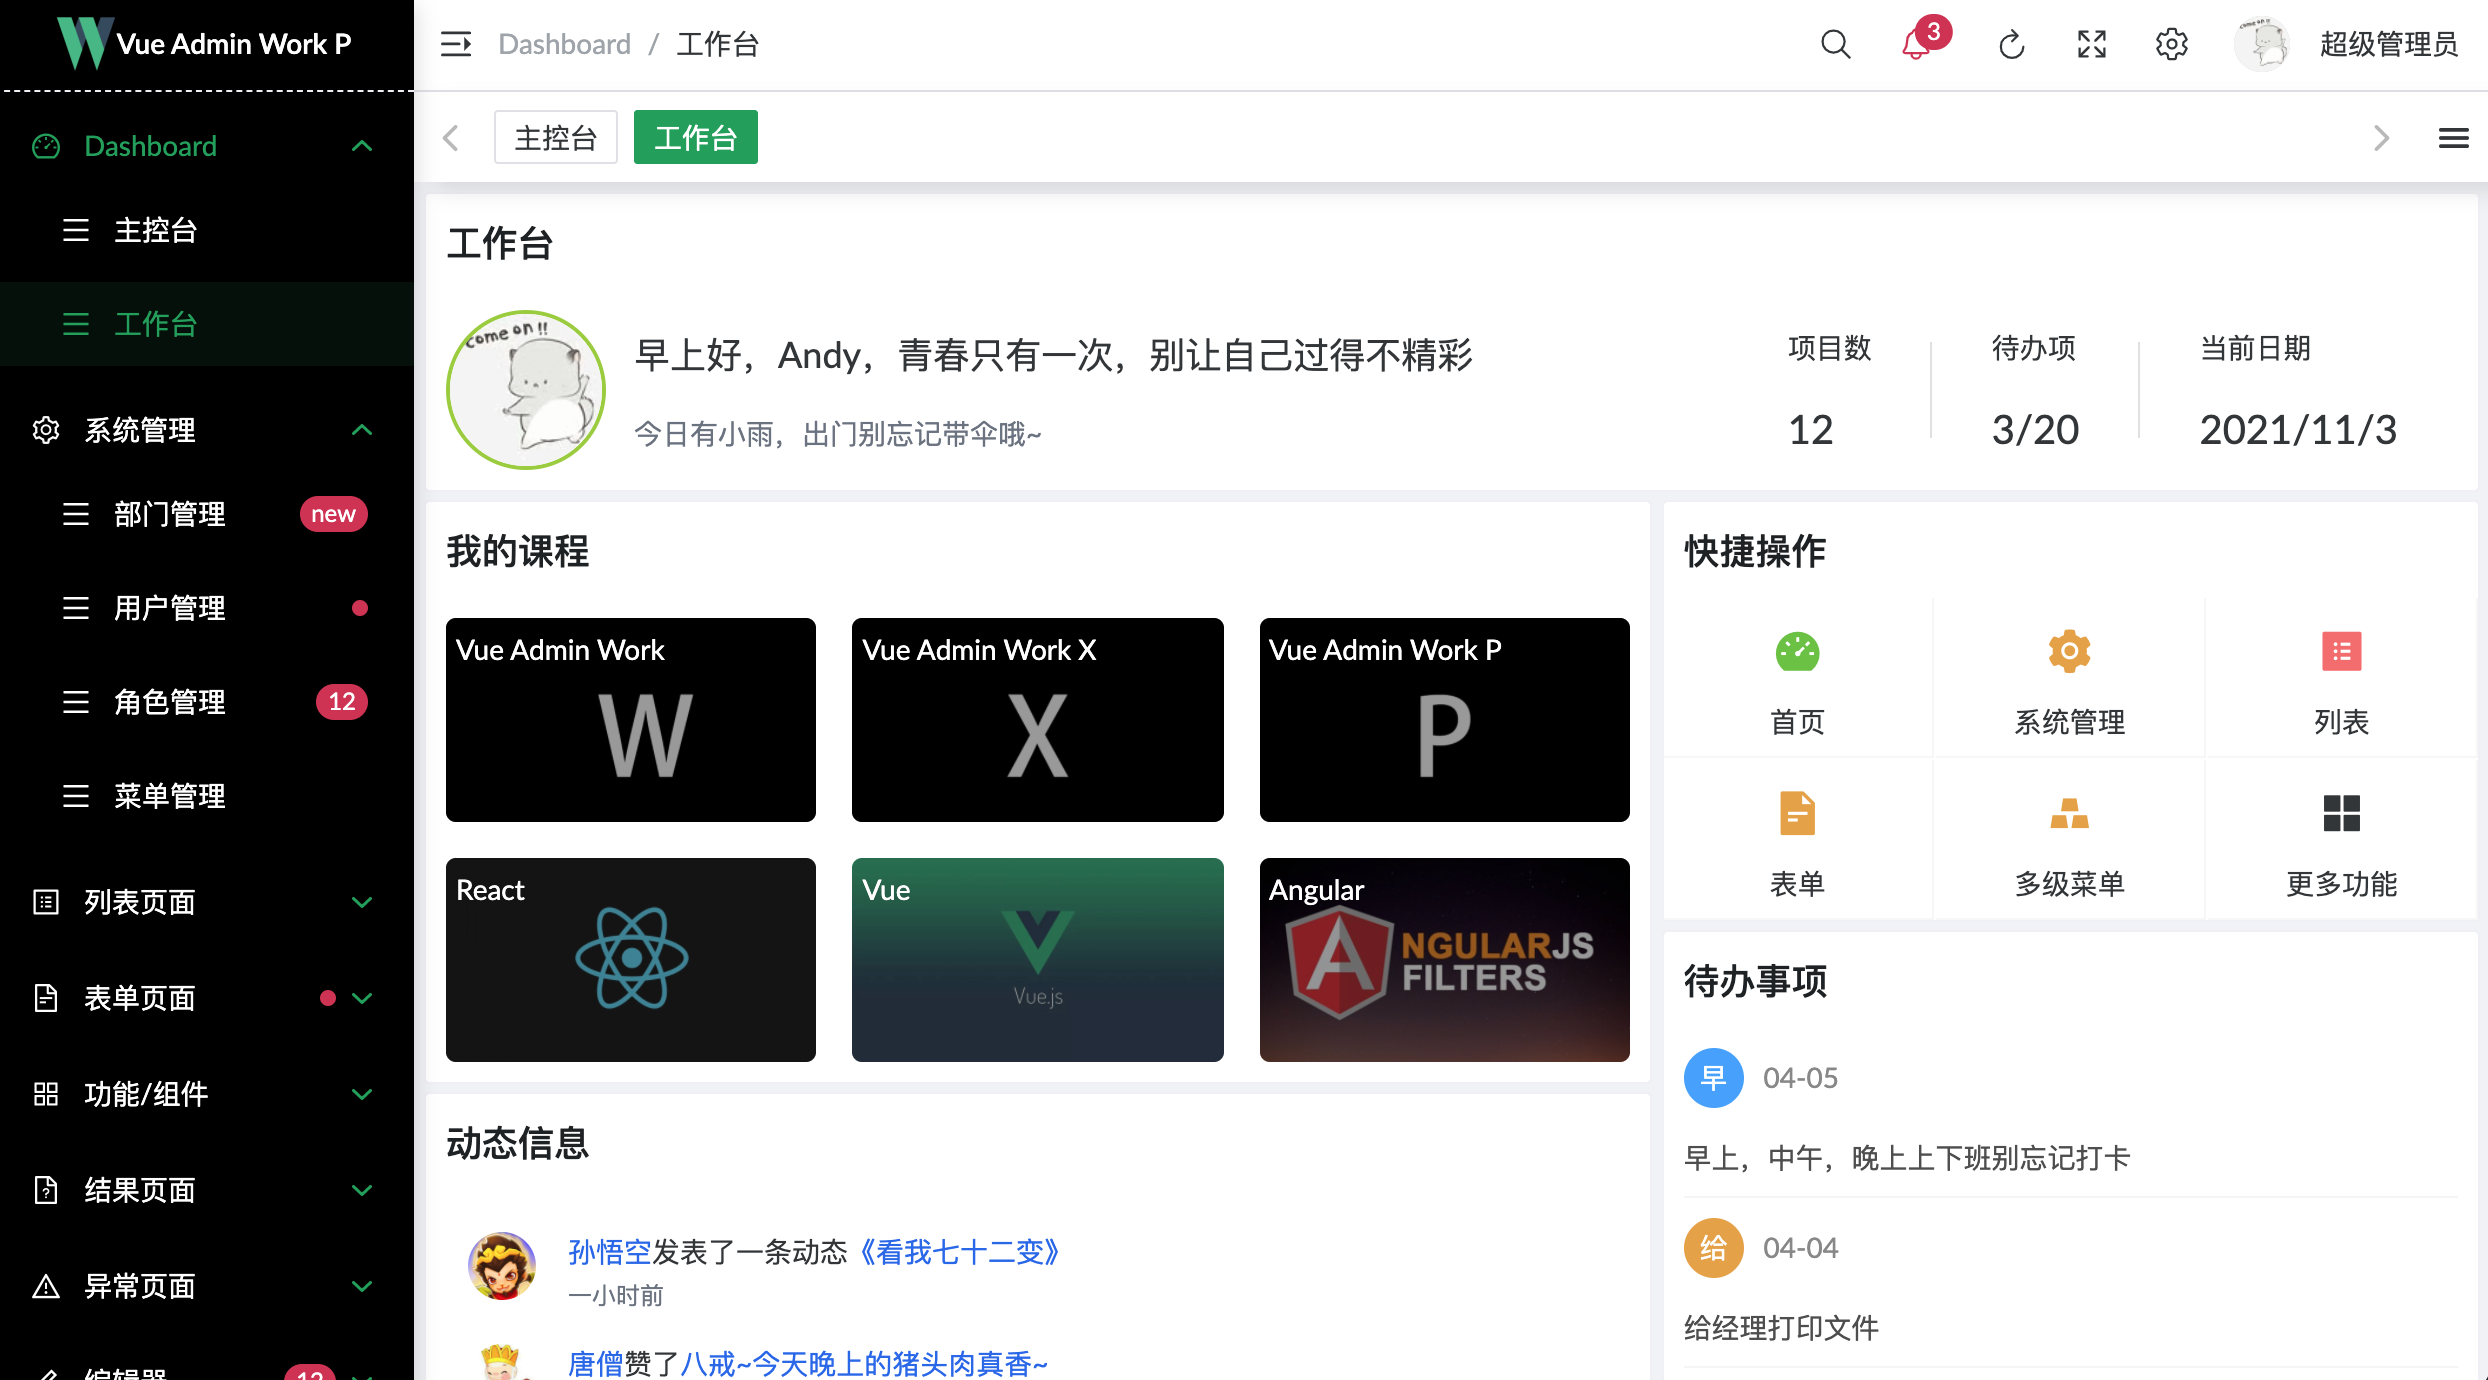 Vue Admin Work P
Dashboard
主控台
工作台
系统管理
部门管理 new
用户管理
角色管理 12
菜单管理
列表页面
表单页面
功能/组件
结果页面
异常页面
编辑器 12
Dashboard / 工作台
3
超级管理员
主控台 工作台
工作台
come on !!
早上好，Andy，青春只有一次，别让自己过得不精彩
今日有小雨，出门别忘记带伞哦~
项目数 待办项 当前日期
12 3/20 2021/11/3
我的课程
Vue Admin Work
W
Vue Admin Work X
X
Vue Admin Work P
P
React
Vue
Vue.js
Angular
A NGULARJS
FILTERS
动态信息
孙悟空发表了一条动态《看我七十二变》
一小时前
唐僧赞了八戒~今天晚上的猪头肉真香~
快捷操作
首页 系统管理 列表
表单 多级菜单 更多功能
待办事项
早 04-05
早上，中午，晚上上下班别忘记打卡
给 04-04
给经理打印文件